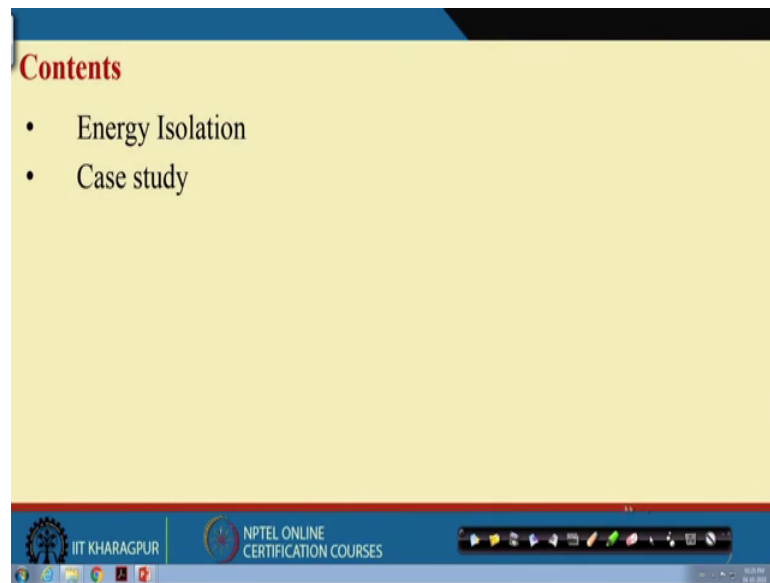 Contents
• Energy Isolation
• Case study
IIT KHARAGPUR
NPTEL ONLINE
CERTIFICATION COURSES